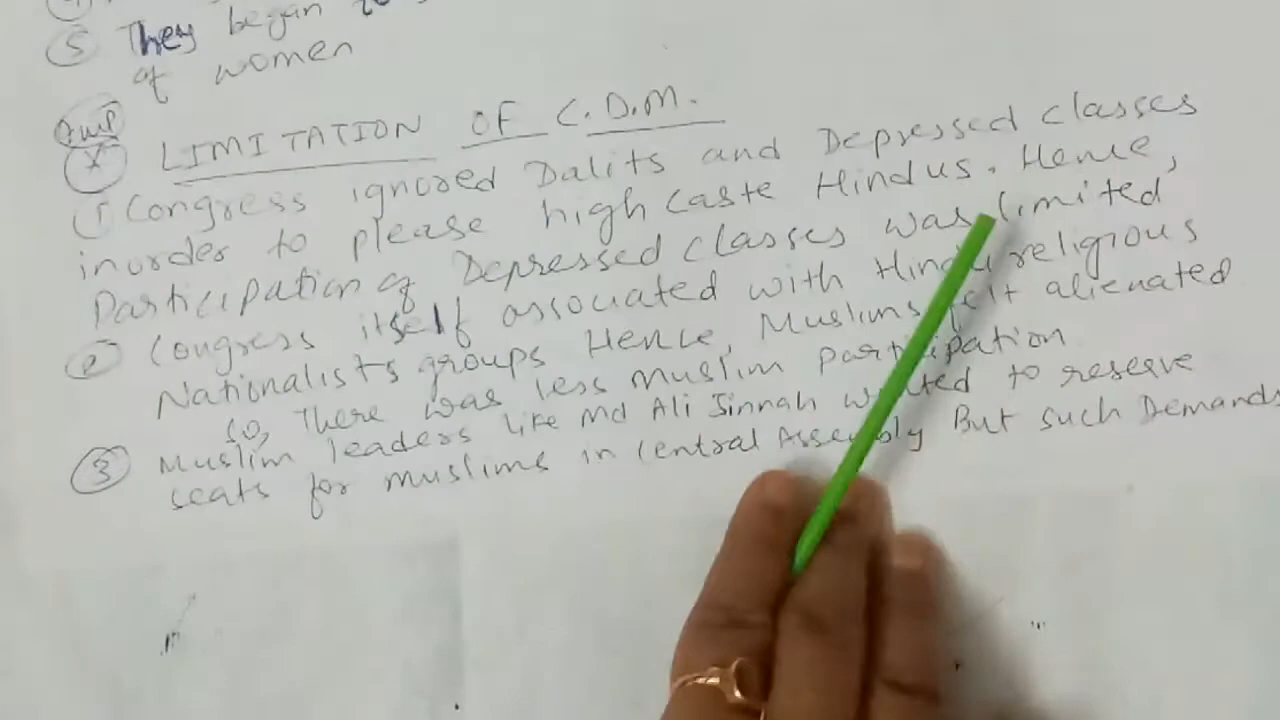 (5) They began
of women
Imp
(X) LIMITATION OF C.D.M.
(1) Congress ignored Dalits and Depressed classes
inorder to please high caste Hindus. Hence,
Participation of Depressed classes was limited
(2) Congress itself associated with Hindu religious
Nationalists groups Hence, Muslims felt alienated
so, There was less muslim participation
(3) Muslim leaders like Md Ali Jinnah wanted to reserve
seats for muslims in Central Assembly But such Demands